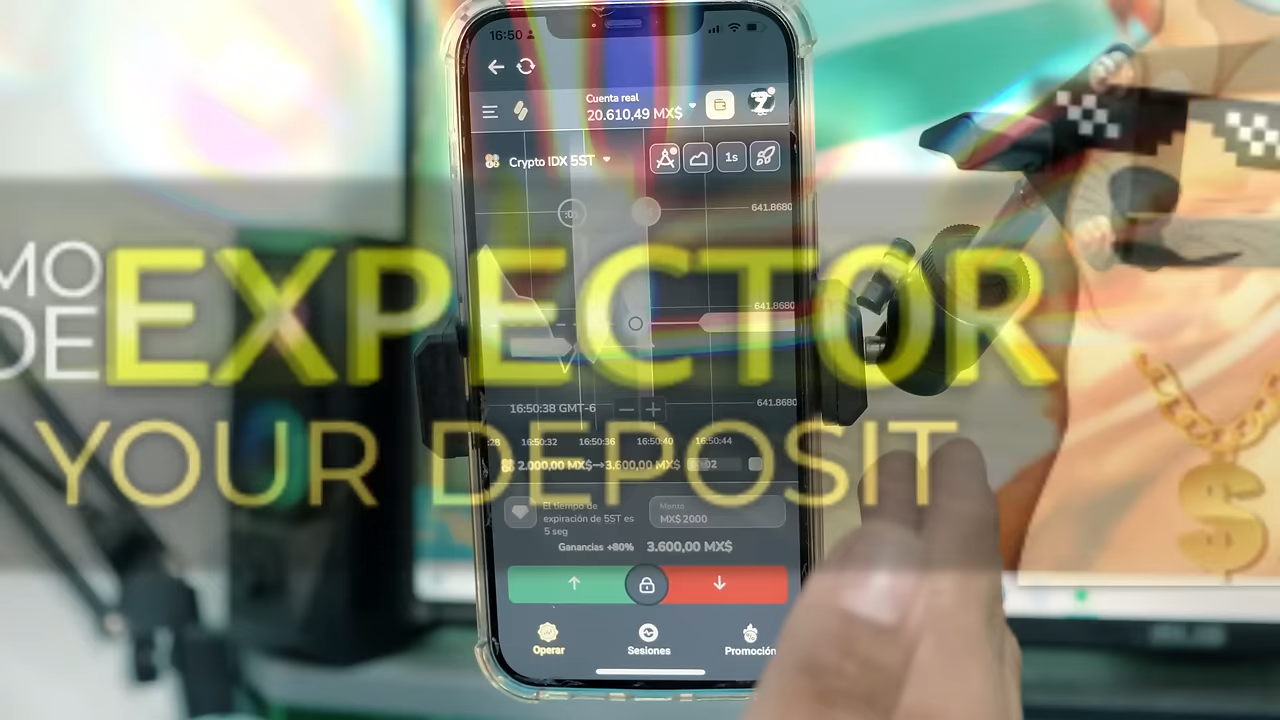 16:50
Cuenta real
20.610,49 MX$
Crypto IDX 5ST
1s
641.8680
MO
DE
EXPECTOR
641.8680
16:50:38 GMT-6
641.8680
YOUR DEPOSIT
:28 16:50:32 16:50:36 16:50:40 16:50:44
2.000,00 MX$→3.600,00 MX$ :02
El tiempo de
expiración de 5ST es
5 seg
Monto
MX$2000
Ganancias +80% 3.600,00 MX$
Operar Sesiones Promoción
$